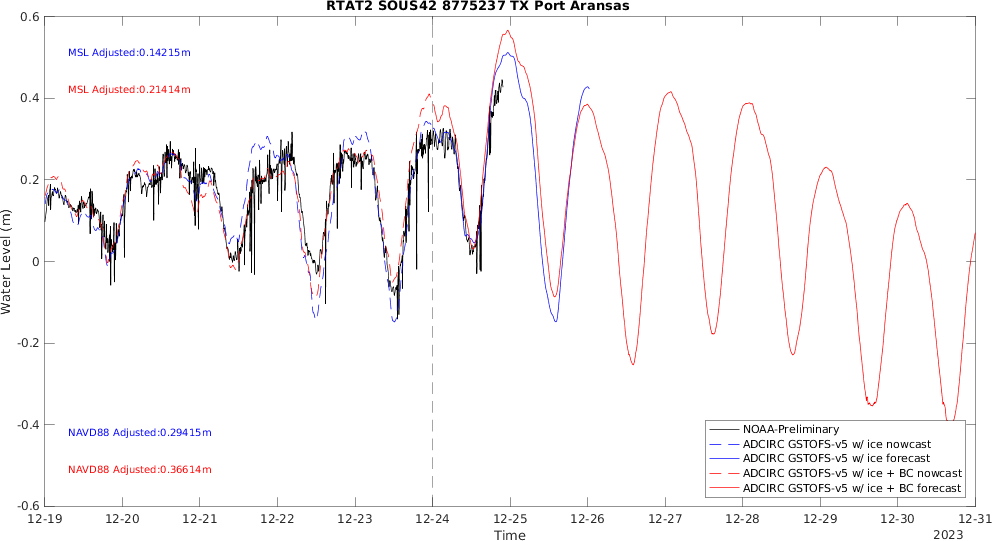 RTAT2 SOUS42 8775237 TX Port Aransas
0.6
0.4
0.2
0
-0.2
-0.4
-0.6
Water Level (m)
MSL Adjusted:0.14215m
MSL Adjusted:0.21414m
NAVD88 Adjusted:0.29415m
NAVD88 Adjusted:0.36614m
NOAA-Preliminary
ADCIRC GSTOFS-v5 w/ ice nowcast
ADCIRC GSTOFS-v5 w/ ice forecast
ADCIRC GSTOFS-v5 w/ ice + BC nowcast
ADCIRC GSTOFS-v5 w/ ice + BC forecast
12-19 12-20 12-21 12-22 12-23 12-24 12-25 12-26 12-27 12-28 12-29 12-30 12-31
Time
2023